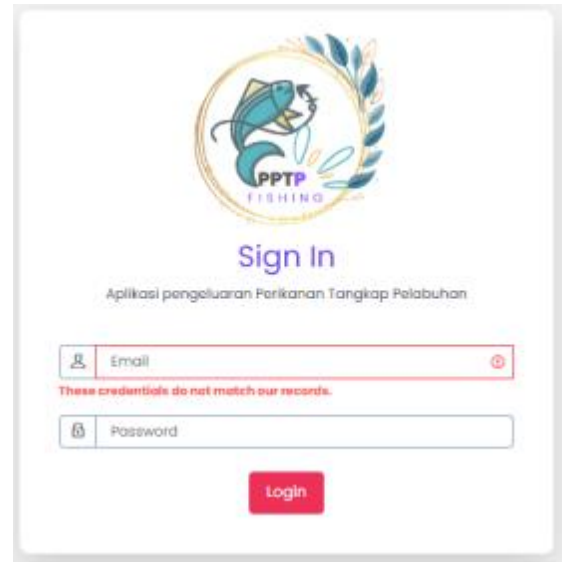 PPTP
FISHING
Sign In
Aplikasi pengeluaran Perikanan Tangkap Pelabuhan
Email
These credentials do not match our records.
Password
Login